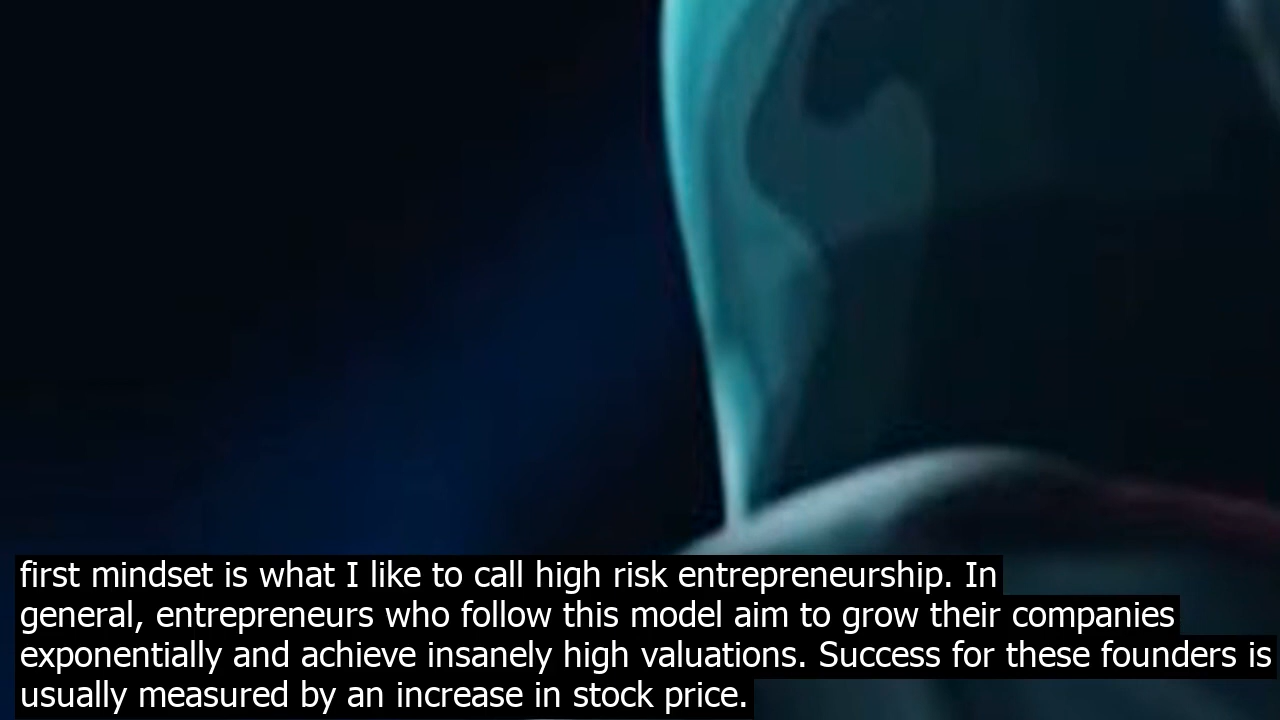 first mindset is what I like to call high risk entrepreneurship. In
general, entrepreneurs who follow this model aim to grow their companies
exponentially and achieve insanely high valuations. Success for these founders is
usually measured by an increase in stock price.